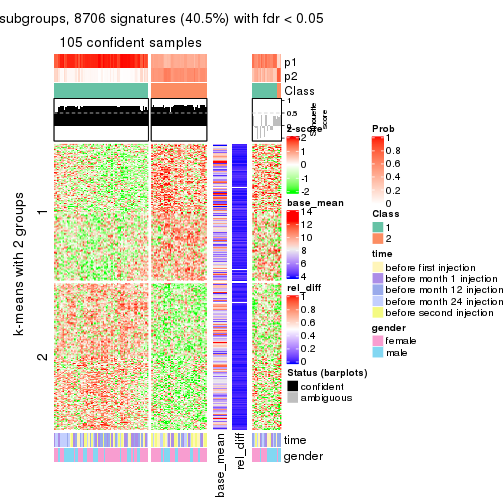 subgroups, 8706 signatures (40.5%) with fdr < 0.05
105 confident samples
p1
p2
Class
1
0.5
0
Silhouette
score
k-means with 2 groups
1
2
time
gender
base_mean
rel_diff
z-score
2
1
0
-1
-2
base_mean
14
12
10
8
6
4
rel_diff
1
0.8
0.6
0.4
0.2
0
Status (barplots)
confident
ambiguous
Prob
1
0.8
0.6
0.4
0.2
0
Class
1
2
time
before first injection
before month 1 injection
before month 12 injection
before month 24 injection
before second injection
gender
female
male